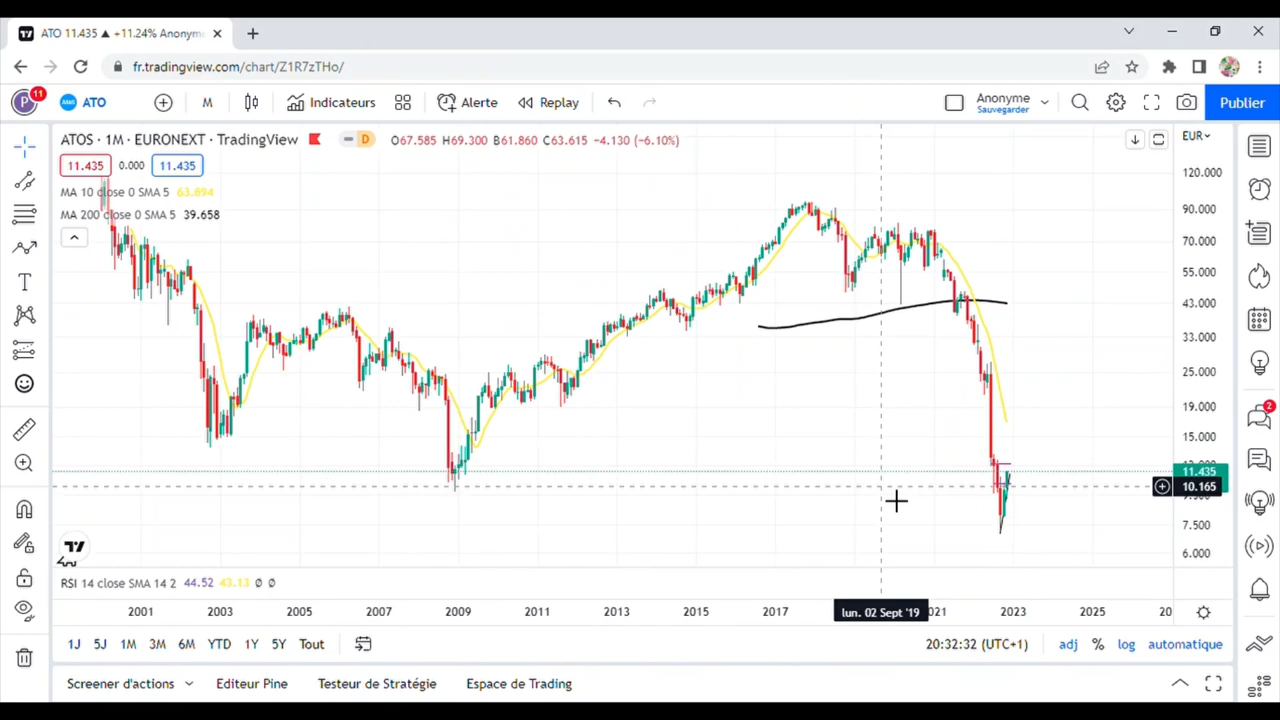 ATO 11.435 ▲ +11.24% Anonyme
fr.tradingview.com/chart/Z1R7zTHo/
P 11 ATO M Indicateurs Alerte Replay Anonyme Sauvegarder Publier
ATOS · 1M · EURONEXT · TradingView D O67.585 H69.300 B61.860 C63.615 -4.130 (-6.10%) EUR
11.435 0.000 11.435
MA 10 close 0 SMA 5 63.894
MA 200 close 0 SMA 5 39.658
120.000
90.000
70.000
55.000
43.000
33.000
25.000
19.000
15.000
11.435
10.165
7.500
6.000
RSI 14 close SMA 14 2 44.52 43.13 ∅ ∅
2001 2003 2005 2007 2009 2011 2013 2015 2017 lun. 02 Sept '19 021 2023 2025 20
1J 5J 1M 3M 6M YTD 1Y 5Y Tout 20:32:32 (UTC+1) adj % log automatique
Screener d'actions Editeur Pine Testeur de Stratégie Espace de Trading
2